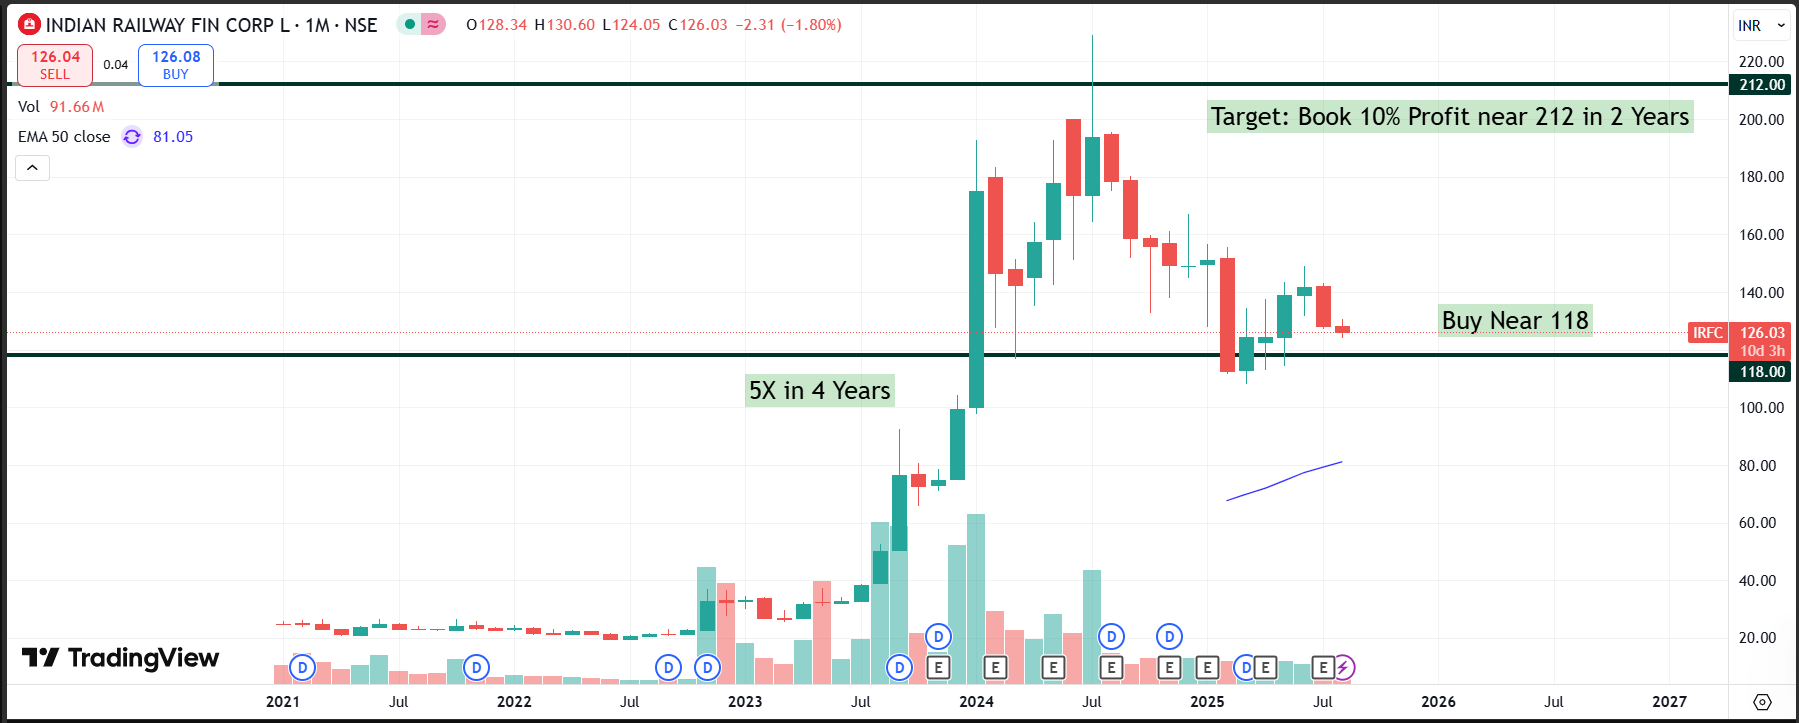 INDIAN RAILWAY FIN CORP L · 1M · NSE
O128.34 H130.60 L124.05 C126.03 −2.31 (−1.80%)
INR
126.04 SELL
0.04
126.08 BUY
Vol 91.66M
EMA 50 close 81.05
220.00
212.00
Target: Book 10% Profit near 212 in 2 Years
200.00
180.00
160.00
140.00
Buy Near 118
IRFC 126.03
10d 3h
118.00
5X in 4 Years
100.00
80.00
60.00
40.00
20.00
D D D
TradingView
D D D D D E E E E E E D E E
2021 Jul 2022 Jul 2023 Jul 2024 Jul 2025 Jul 2026 Jul 2027